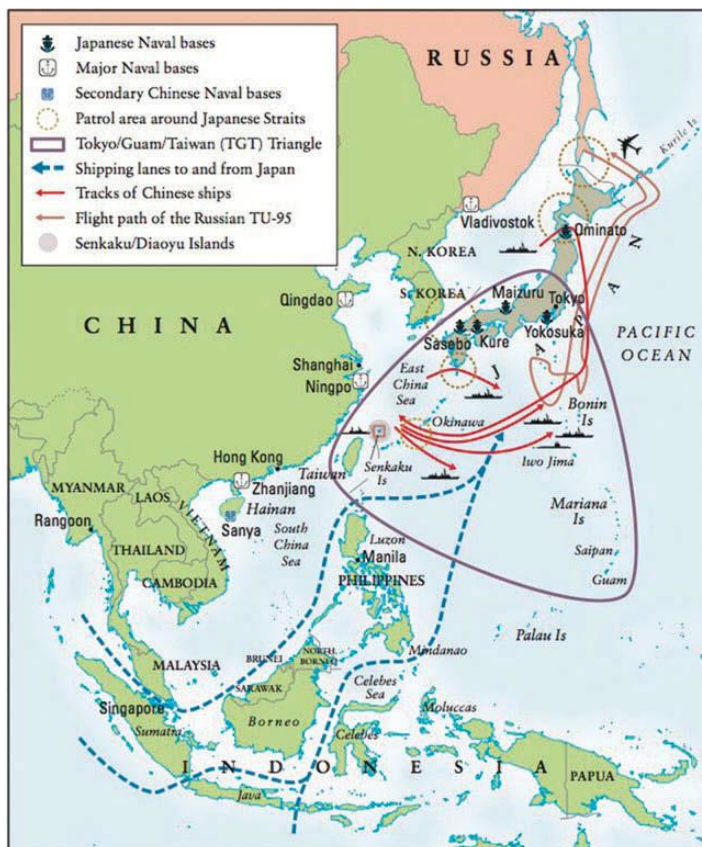 Japanese Naval bases
Major Naval bases
Secondary Chinese Naval bases
Patrol area around Japanese Straits
Tokyo/Guam/Taiwan (TGT) Triangle
Shipping lanes to and from Japan
Tracks of Chinese ships
Flight path of the Russian TU-95
Senkaku/Diaoyu Islands
RUSSIA
Kurile Is
Vladivostok
Ominato
N. KOREA
S. KOREA
Maizuru
Tokyo
JAPAN
Qingdao
CHINA
Sasebo
Kure
Yokosuka
PACIFIC
OCEAN
Shanghai
Ningpo
East
China
Sea
Okinawa
Bonin
Is
Hong Kong
Taiwan
Senkaku
Is
Iwo Jima
MYANMAR
LAOS
VIETNAM
Zhanjiang
Hainan
Mariana
Is
Rangoon
Sanya
South
China
Sea
Luzon
THAILAND
Manila
Saipan
CAMBODIA
PHILIPPINES
Guam
Palau Is
MALAYSIA
BRUNEI
NORTH
BORNEO
Mindanao
SARAWAK
Celebes
Sea
Singapore
Sumatra
Borneo
Moluccas
Celebes
INDONESIA
PAPUA
Java